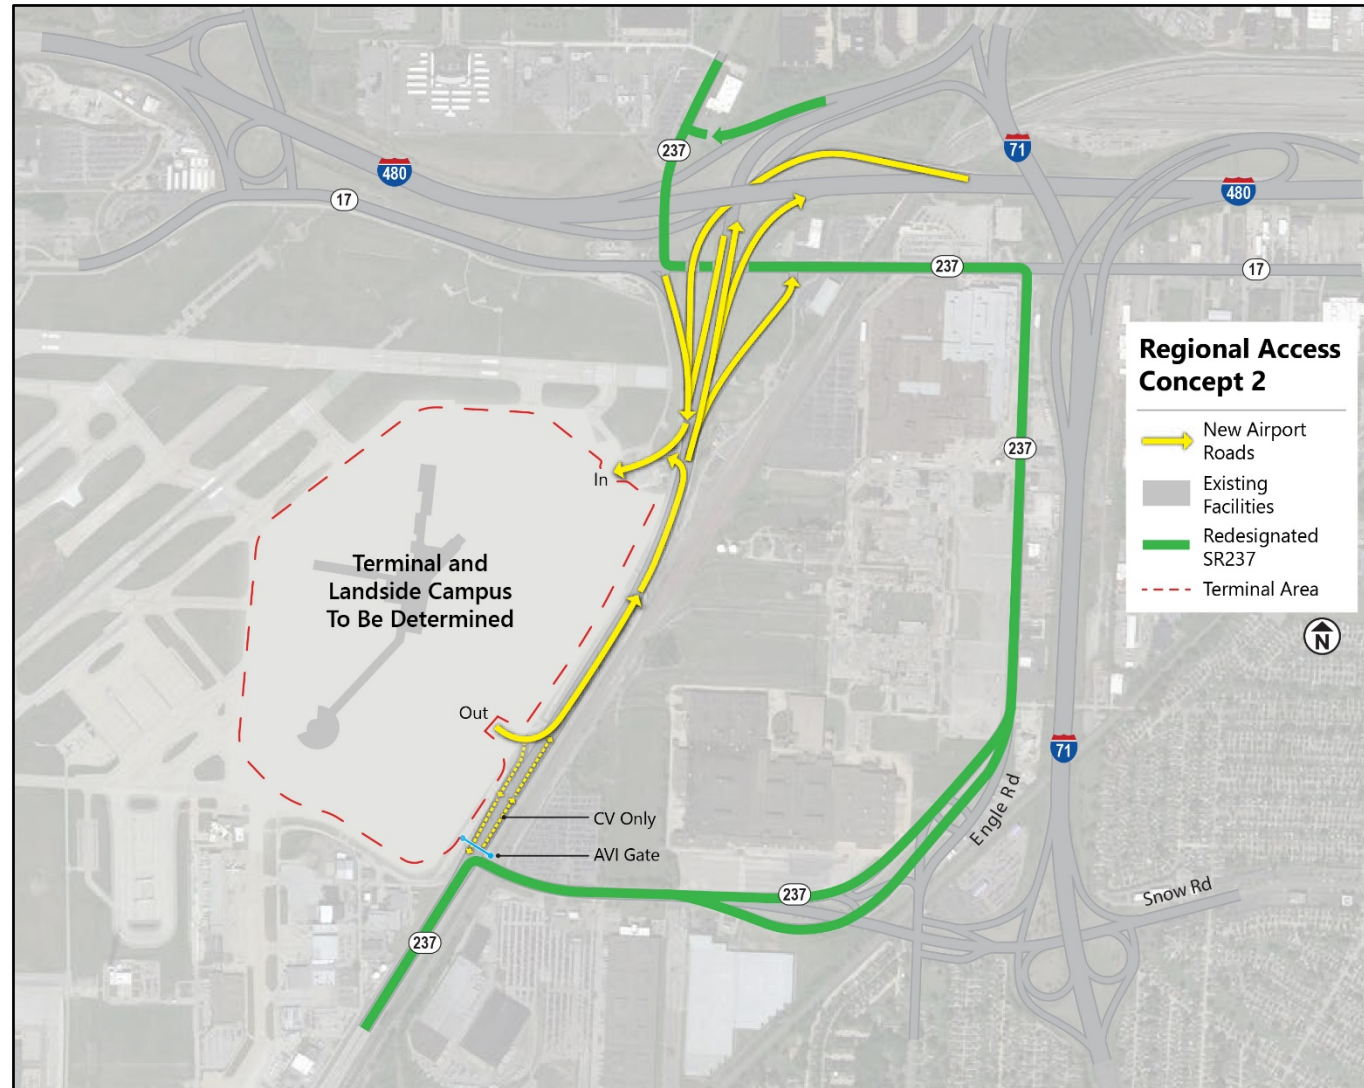 237
71
480
480
17
237
17
Regional Access
Concept 2
New Airport
Roads
Existing
Facilities
Redesignated
SR237
Terminal Area
N
237
In
Terminal and
Landside Campus
To Be Determined
Out
71
Engle Rd
CV Only
AVI Gate
237
Snow Rd
237